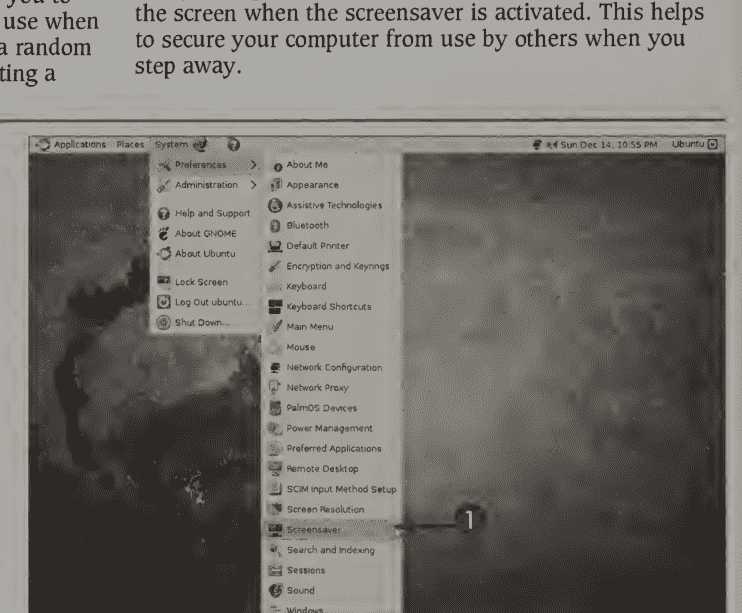 you to
use when
a random
ting a
the screen when the screensaver is activated. This helps
to secure your computer from use by others when you
step away.
Applications Places System Sun Dec 14, 10:55 PM Ubuntu
Preferences
Administration
Help and Support
About GNOME
About Ubuntu
Lock Screen
Log Out ubuntu...
Shut Down...
About Me
Appearance
Assistive Technologies
Bluetooth
Default Printer
Encryption and Keyrings
Keyboard
Keyboard Shortcuts
Main Menu
Mouse
Network Configuration
Network Proxy
PalmOS Devices
Power Management
Preferred Applications
Remote Desktop
SCIM Input Method Setup
Screen Resolution
Screensaver
1
Search and Indexing
Sessions
Sound
Windows